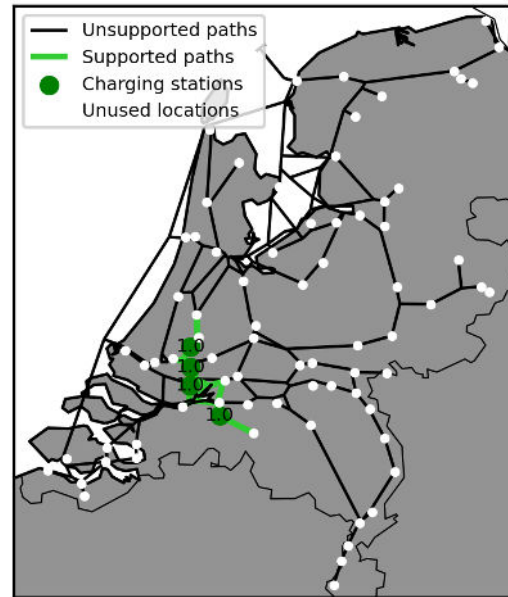 Unsupported paths
Supported paths
Charging stations
Unused locations
1.0
1.0
1.0
1.0